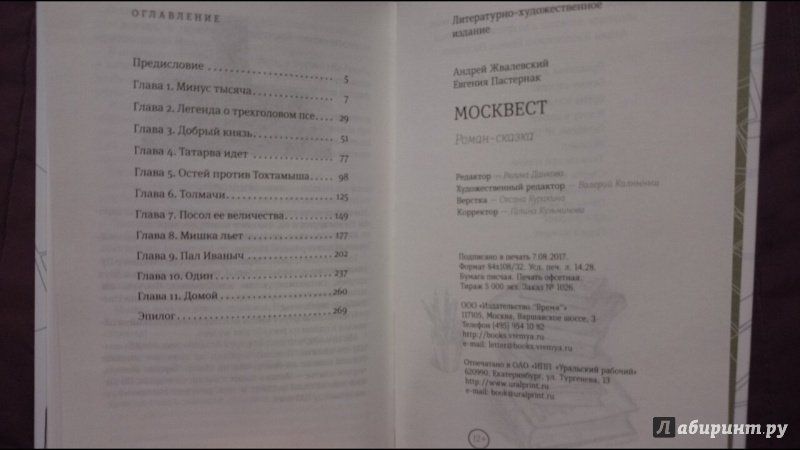 ОГЛАВЛЕНИЕ
Предисловие 5
Глава 1. Минус тысяча 7
Глава 2. Легенда о трехголовом псе 29
Глава 3. Добрый князь 51
Глава 4. Татарва идет 77
Глава 5. Остей против Тохтамыша 98
Глава 6. Толмачи 125
Глава 7. Посол ее величества 149
Глава 8. Мишка льет 177
Глава 9. Пал Иваныч 202
Глава 10. Один 237
Глава 11. Домой 260
Эпилог 269
Литературно-художественное
издание
Андрей Жвалевский
Евгения Пастернак
МОСКВЕСТ
Роман-сказка
Редактор —
Художественный редактор — Валерий Калныньш
Верстка — Оксана
Корректор — Галина
Подписано в печать 7.08.2017.
Формат 84x108/32. Усл. печ. л. 14,28.
Бумага писчая. Печать офсетная.
Тираж 5 000 экз. Заказ № 1026.
ООО «Издательство "Время"»
117105, Москва, Варшавское шоссе, 3
Телефон (495) 954 10 82
http://books.vremya.ru
e-mail: letter@books.vremya.ru
Отпечатано в ОАО «ИПП «Уральский рабочий»
620990, Екатеринбург, ул. Тургенева, 13
http://www.uralprint.ru
e-mail: book@uralprint.ru
12+
Лабиринт.ру